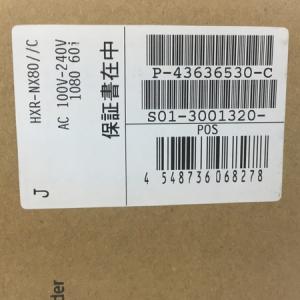 HXR-NX80//C
AC 100V-240V
1080 60i
保証書在中
J
P-43636530-C
S01-3001320-
POS
4 548736 068278
der